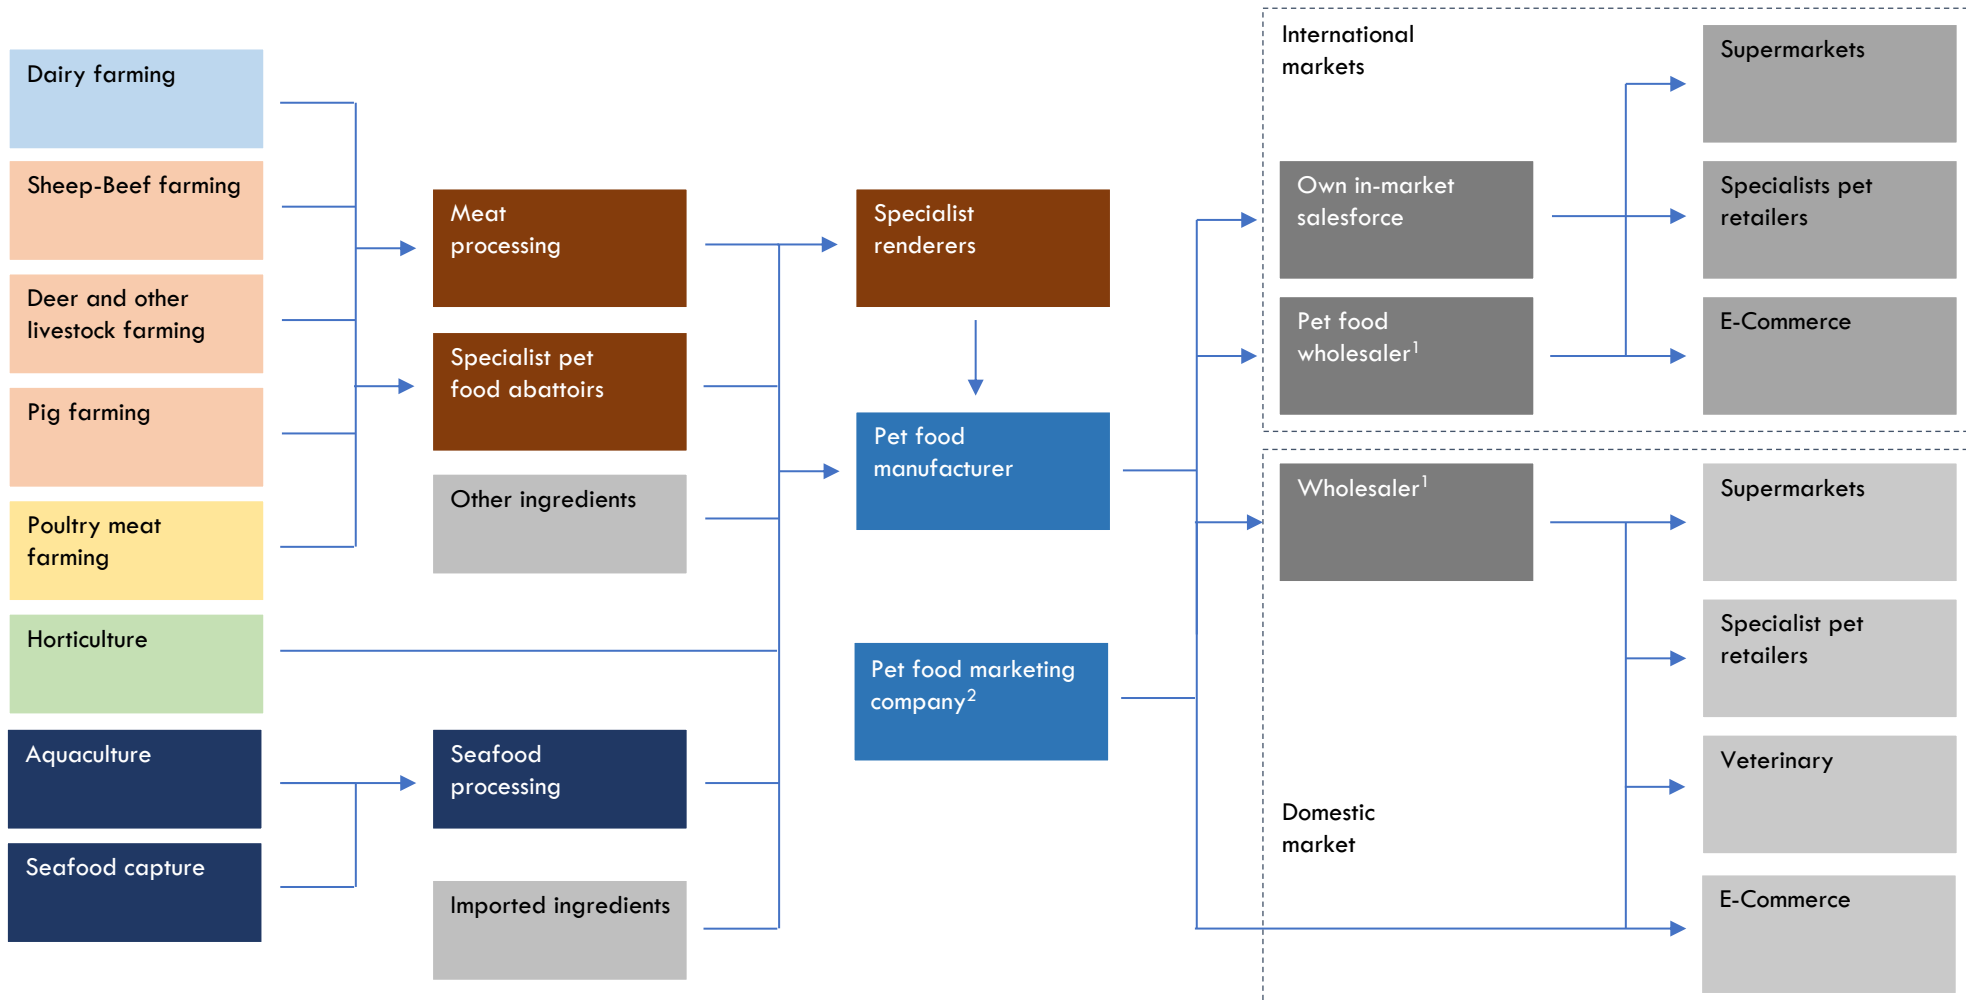 Dairy farming
Sheep-Beef farming
Deer and other
livestock farming
Pig farming
Poultry meat
farming
Horticulture
Aquaculture
Seafood capture
Meat
processing
Specialist pet
food abattoirs
Other ingredients
Seafood
processing
Imported ingredients
Specialist
renderers
Pet food
manufacturer
Pet food marketing
company2
International
markets
Own in-market
salesforce
Pet food
wholesaler1
Supermarkets
Specialists pet
retailers
E-Commerce
Wholesaler1
Domestic
market
Supermarkets
Specialist pet
retailers
Veterinary
E-Commerce